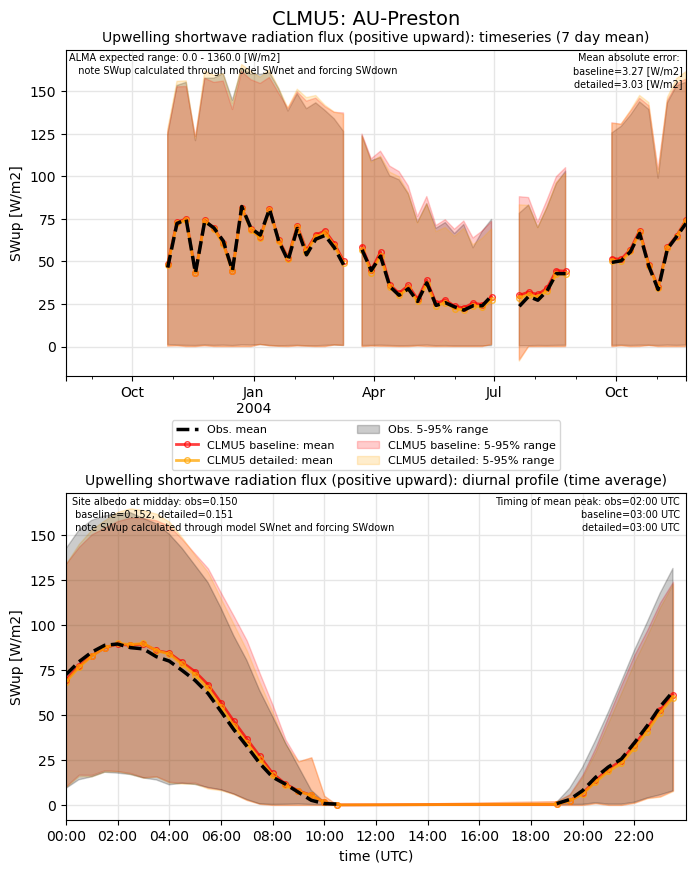 CLMU5: AU-Preston
Upwelling shortwave radiation flux (positive upward): timeseries (7 day mean)
ALMA expected range: 0.0 - 1360.0 [W/m2]
note SWup calculated through model SWnet and forcing SWdown
Mean absolute error:
baseline=3.27 [W/m2]
detailed=3.03 [W/m2]
SWup [W/m2]
150
125
100
75
50
25
0
Oct
Jan
2004
Apr
Jul
Oct
Obs. mean
CLMU5 baseline: mean
CLMU5 detailed: mean
Obs. 5-95% range
CLMU5 baseline: 5-95% range
CLMU5 detailed: 5-95% range
Upwelling shortwave radiation flux (positive upward): diurnal profile (time average)
Site albedo at midday: obs=0.150
baseline=0.152, detailed=0.151
note SWup calculated through model SWnet and forcing SWdown
Timing of mean peak: obs=02:00 UTC
baseline=03:00 UTC
detailed=03:00 UTC
SWup [W/m2]
150
125
100
75
50
25
0
00:00 02:00 04:00 06:00 08:00 10:00 12:00 14:00 16:00 18:00 20:00 22:00
time (UTC)